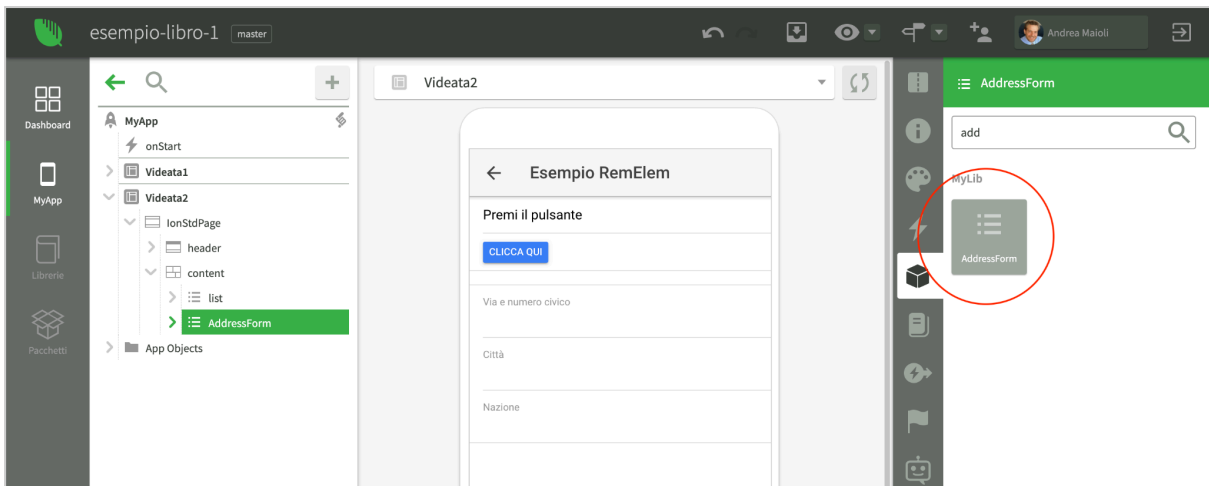 esempio-libro-1 master
Andrea Maioli
Dashboard
MyApp
Librerie
Pacchetti
MyApp
onStart
Videata1
Videata2
IonStdPage
header
content
list
AddressForm
App Objects
Videata2
Esempio RemElem
Premi il pulsante
CLICCA QUI
Via e numero civico
Città
Nazione
AddressForm
add
MyLib
AddressForm